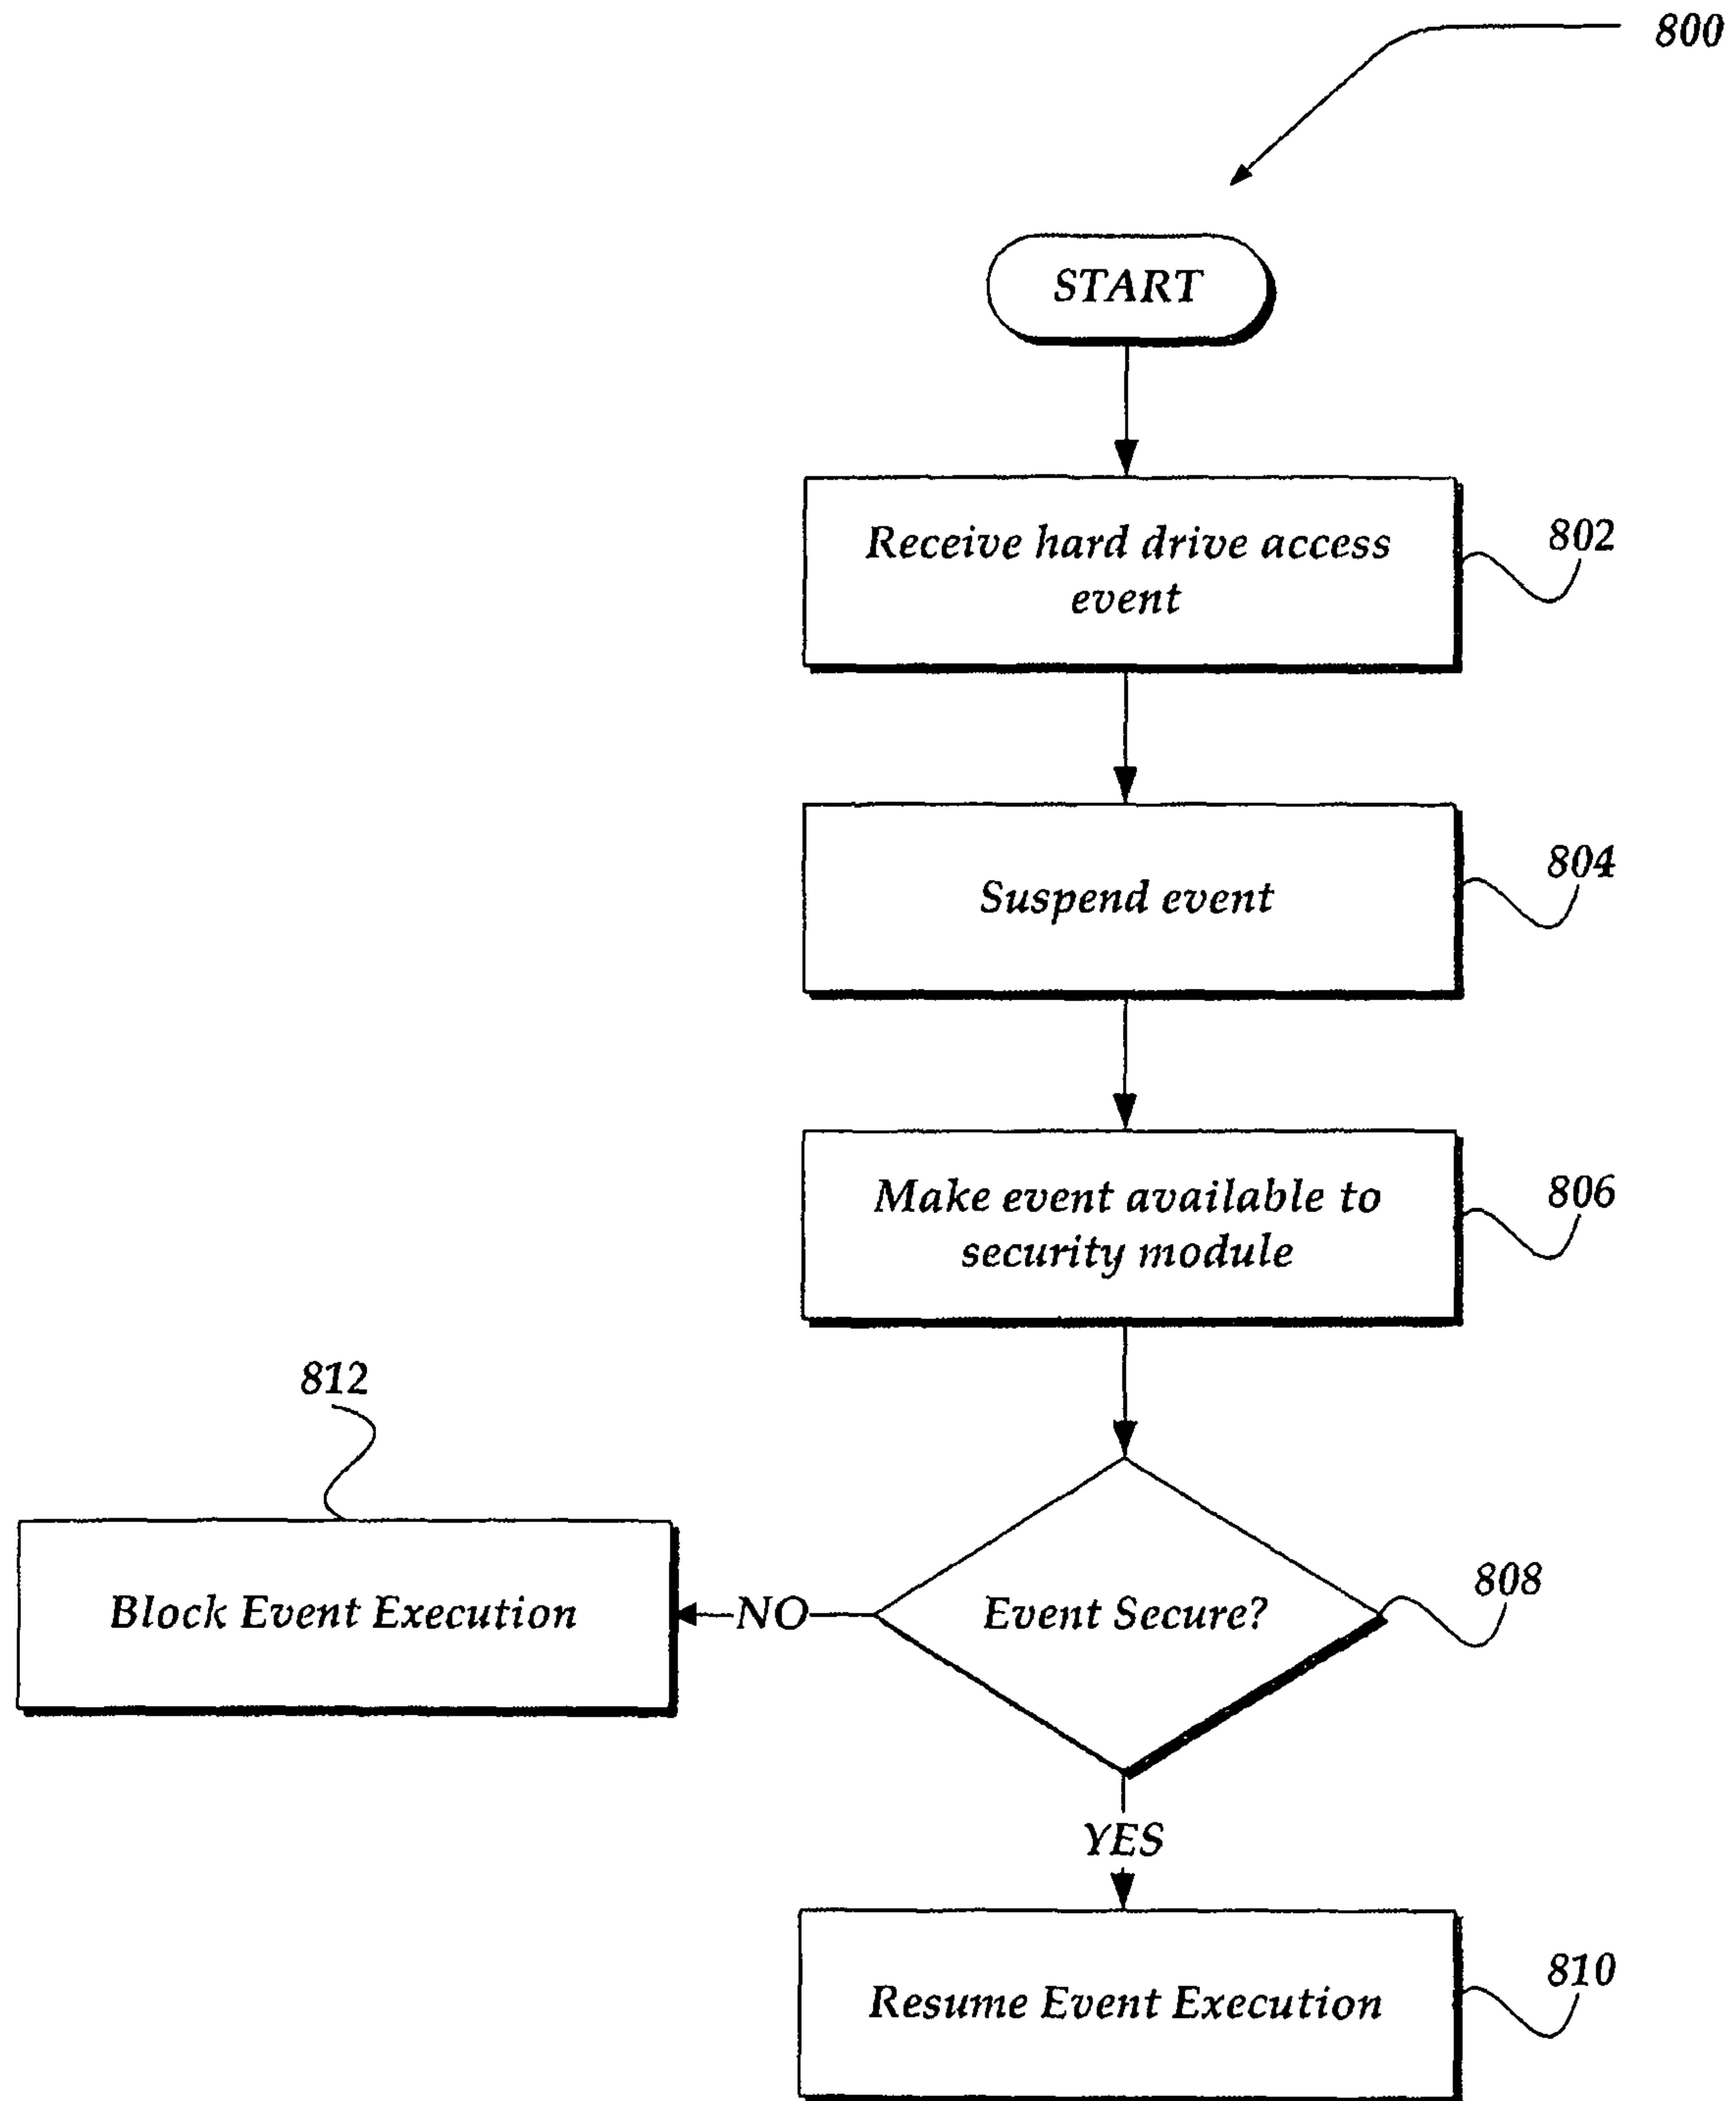 800
START
Receive hard drive access
event
802
Suspend event
804
Make event available to
security module
806
812
Block Event Execution
NO
Event Secure?
808
YES
Resume Event Execution
810